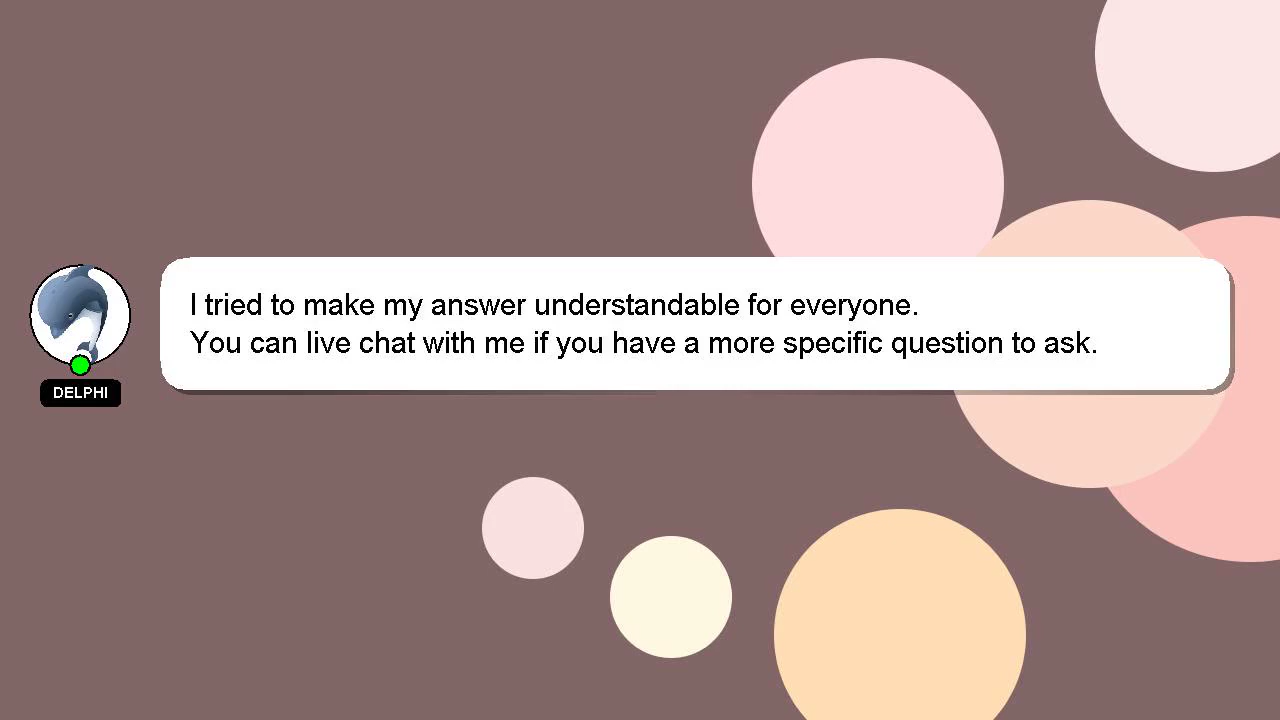 I tried to make my answer understandable for everyone.
You can live chat with me if you have a more specific question to ask.
DELPHI